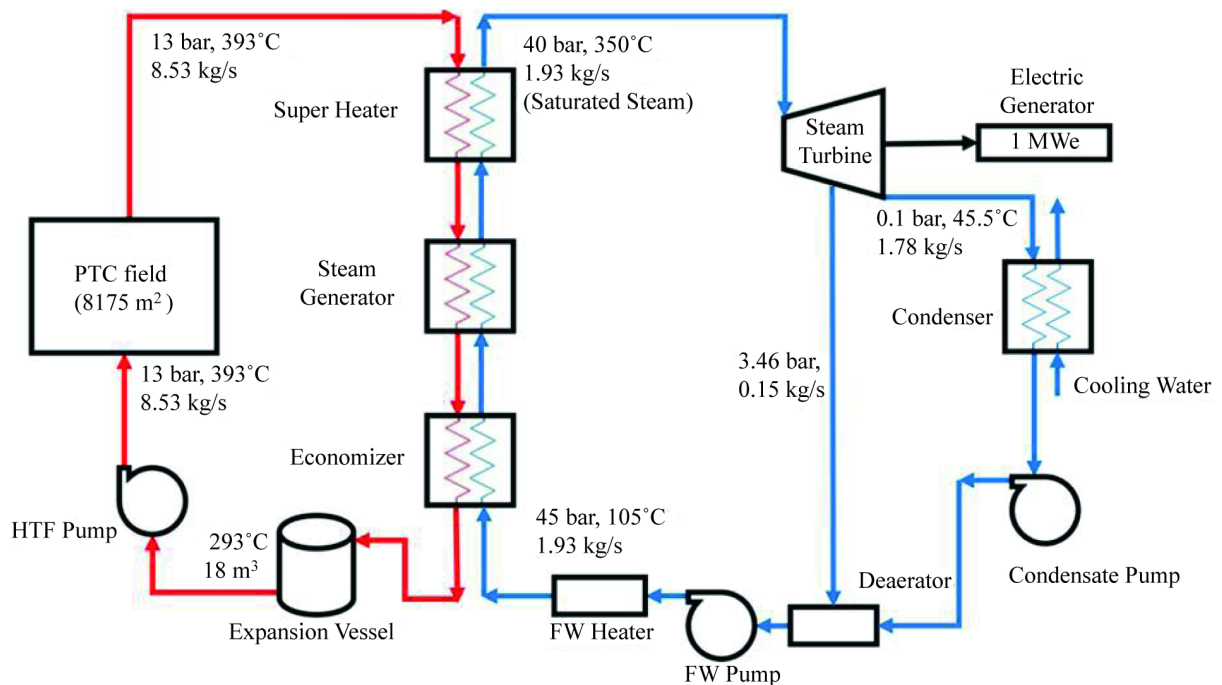 13 bar, 393˚C
8.53 kg/s
Super Heater
40 bar, 350˚C
1.93 kg/s
(Saturated Steam)
Electric
Generator
1 MWe
Steam
Turbine
PTC field
(8175 m²)
Steam
Generator
0.1 bar, 45.5˚C
1.78 kg/s
Condenser
Cooling Water
3.46 bar,
0.15 kg/s
13 bar, 393˚C
8.53 kg/s
Economizer
HTF Pump
293˚C
18 m³
Expansion Vessel
45 bar, 105˚C
1.93 kg/s
FW Heater
FW Pump
Deaerator
Condensate Pump